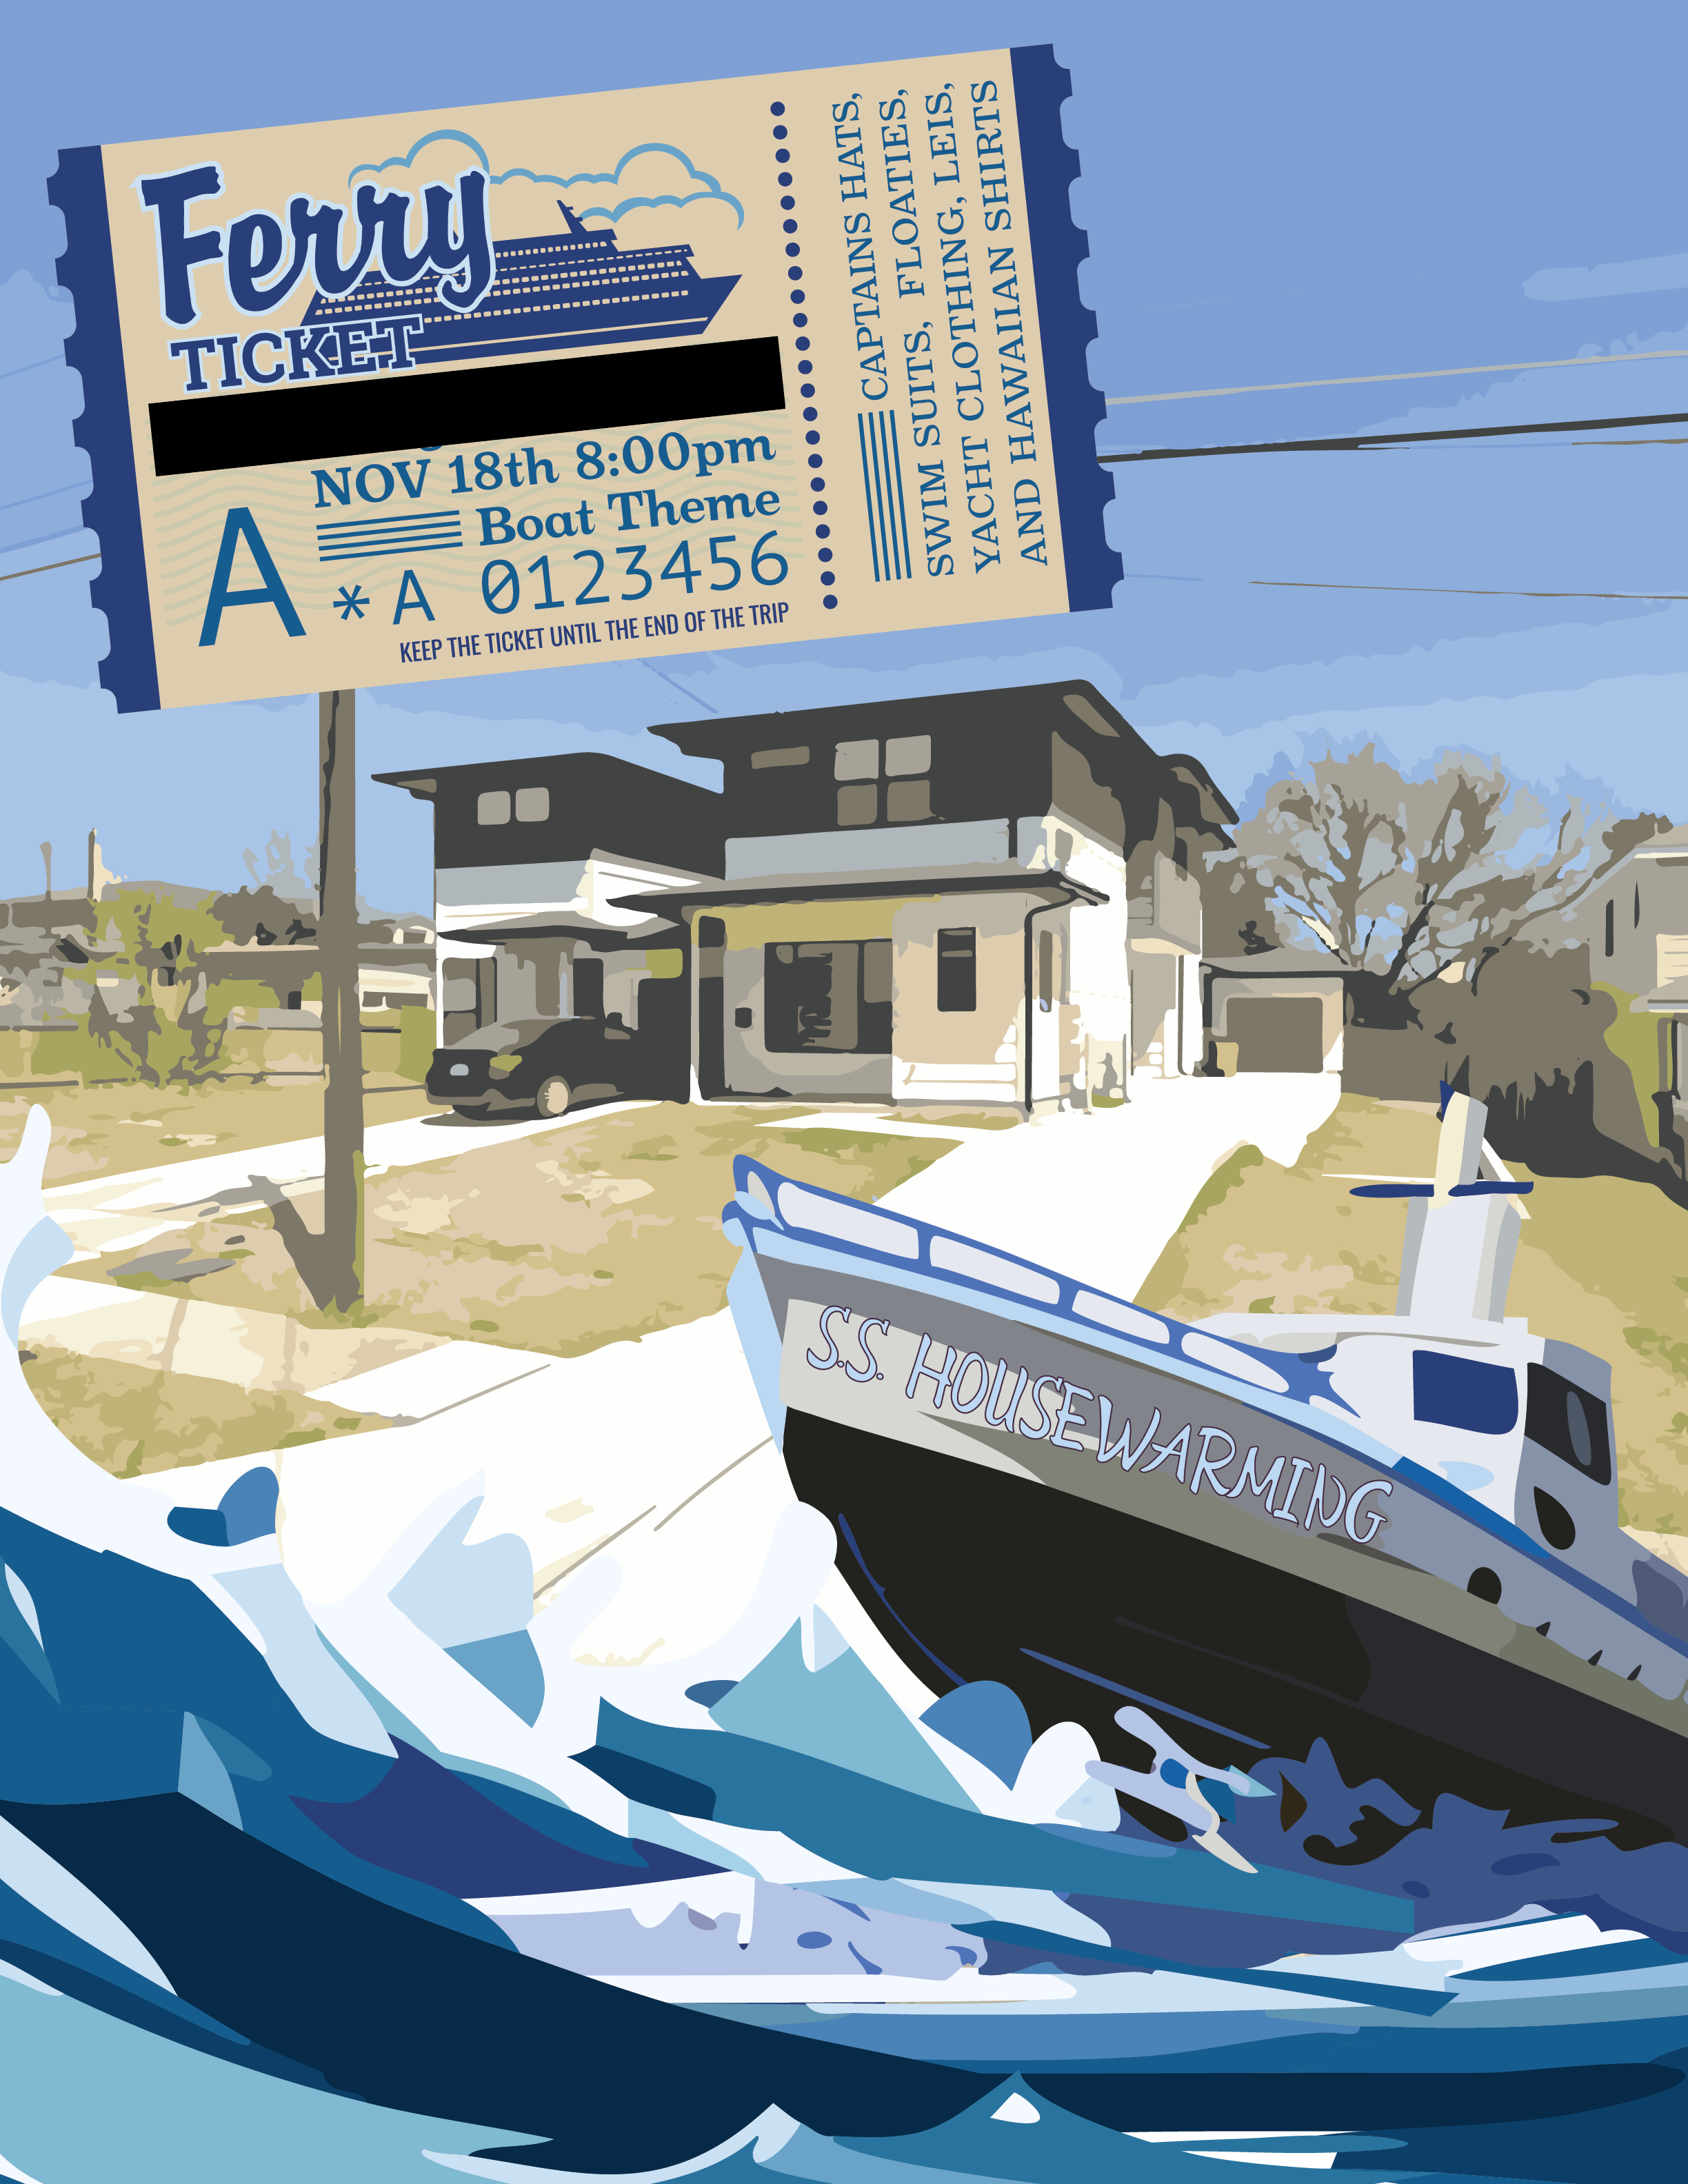 Ferry
TICKET
NOV 18th 8:00pm
Boat Theme
A
*A 0123456
KEEP THE TICKET UNTIL THE END OF THE TRIP
CAPTAINS HATS,
SWIM SUITS, FLOATIES,
YACHT CLOTHING, LEIS,
AND HAWAIIAN SHIRTS
S.S. HOUSEWARMING